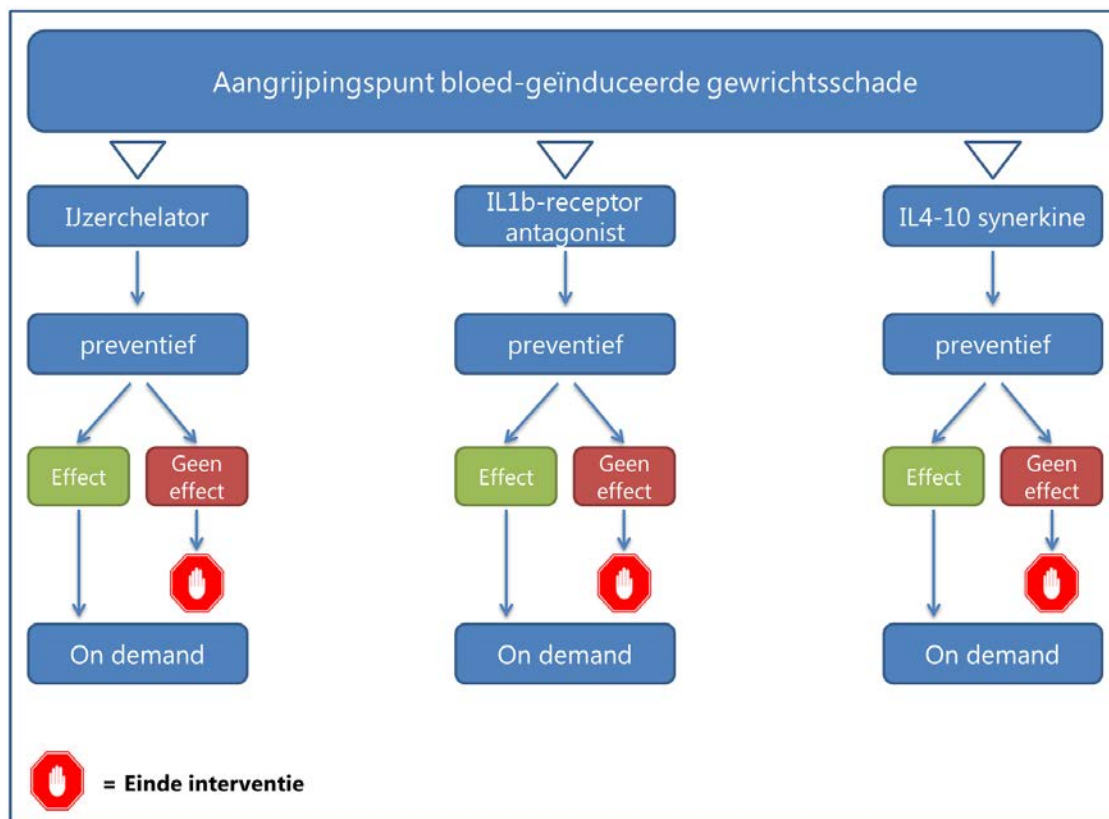 Aangrijpingspunt bloed-geïnduceerde gewrichtsschade
IJzerchelator
IL1b-receptor
antagonist
IL4-10 synerkine
preventief
preventief
preventief
Effect
Geen
effect
Effect
Geen
effect
Effect
Geen
effect
On demand
On demand
On demand
= Einde interventie